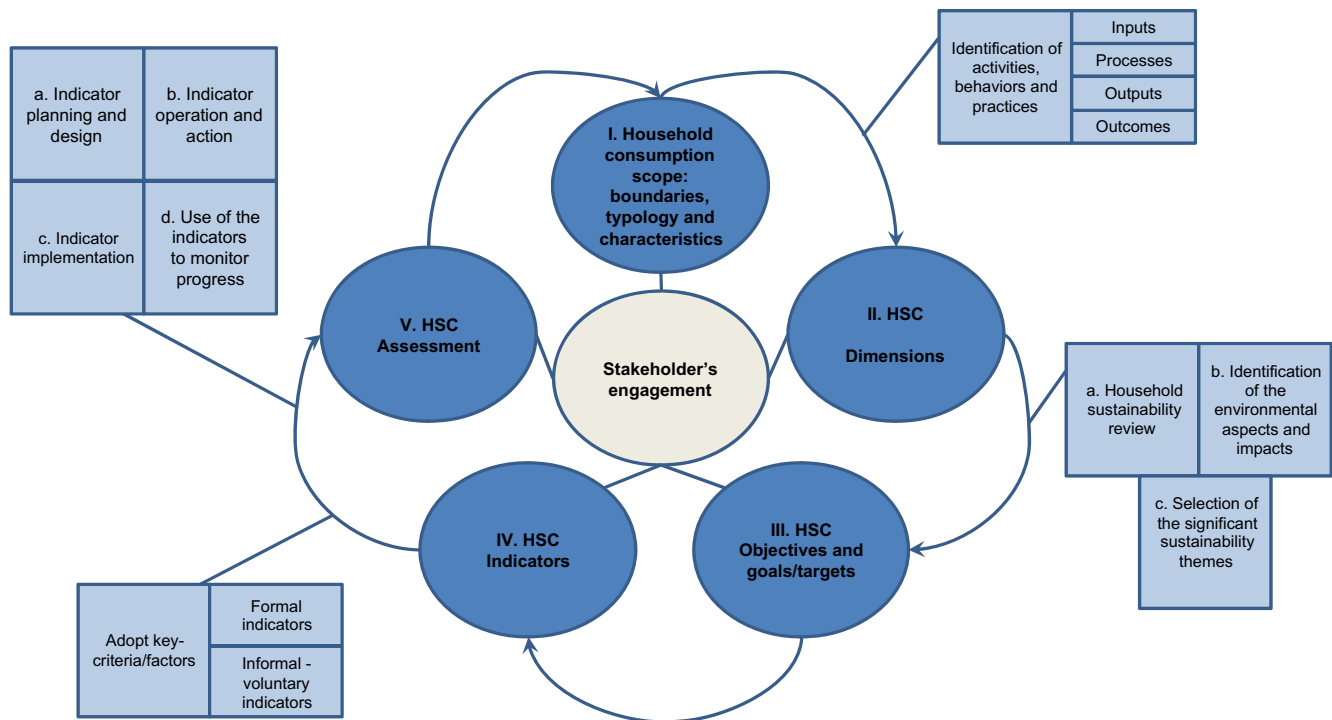 a. Indicator
planning and
design
b. Indicator
operation and
action
c. Indicator
implementation
d. Use of the
indicators
to monitor
progress
I. Household
consumption
scope:
boundaries,
typology and
characteristics
Identification of
activities,
behaviors and
practices
Inputs
Processes
Outputs
Outcomes
V. HSC
Assessment
Stakeholder’s
engagement
II. HSC
Dimensions
a. Household
sustainability
review
b. Identification
of the
environmental
aspects and
impacts
c. Selection of
the significant
sustainability
themes
IV. HSC
Indicators
III. HSC
Objectives and
goals/targets
Adopt key-
criteria/factors
Formal
indicators
Informal -
voluntary
indicators